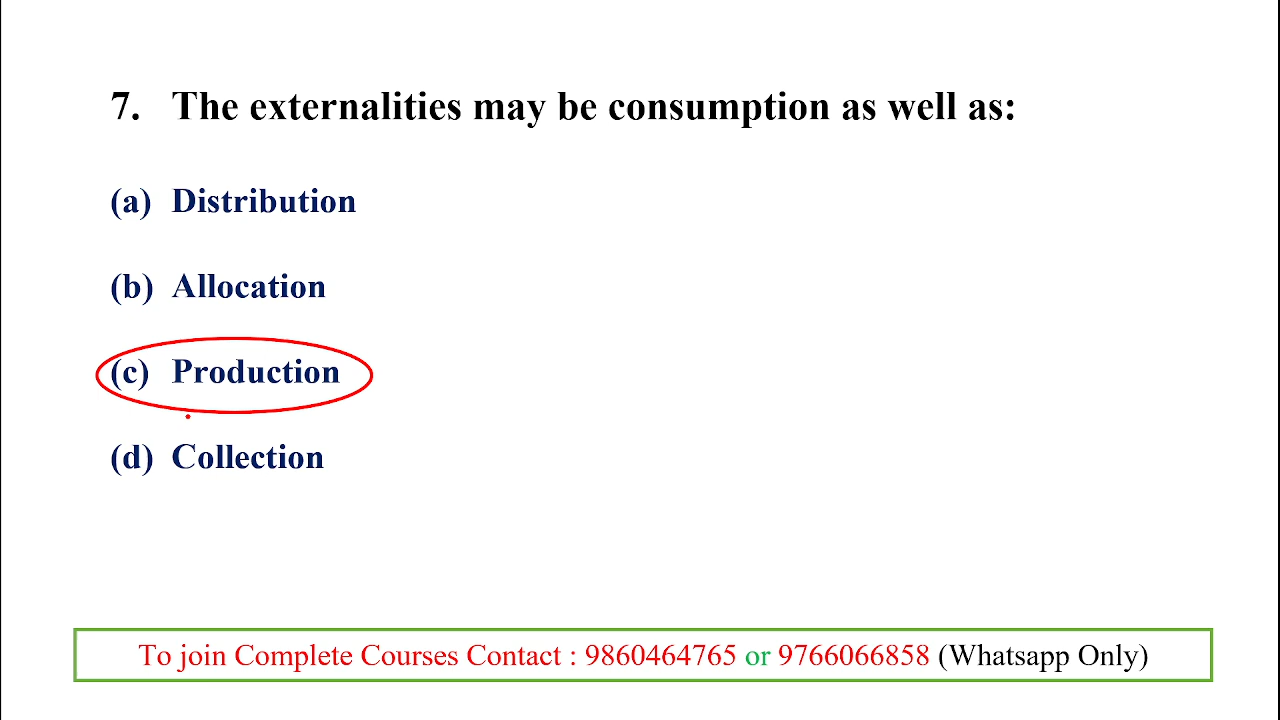 7. The externalities may be consumption as well as:
(a) Distribution
(b) Allocation
(c) Production
(d) Collection
To join Complete Courses Contact : 9860464765 or 9766066858 (Whatsapp Only)